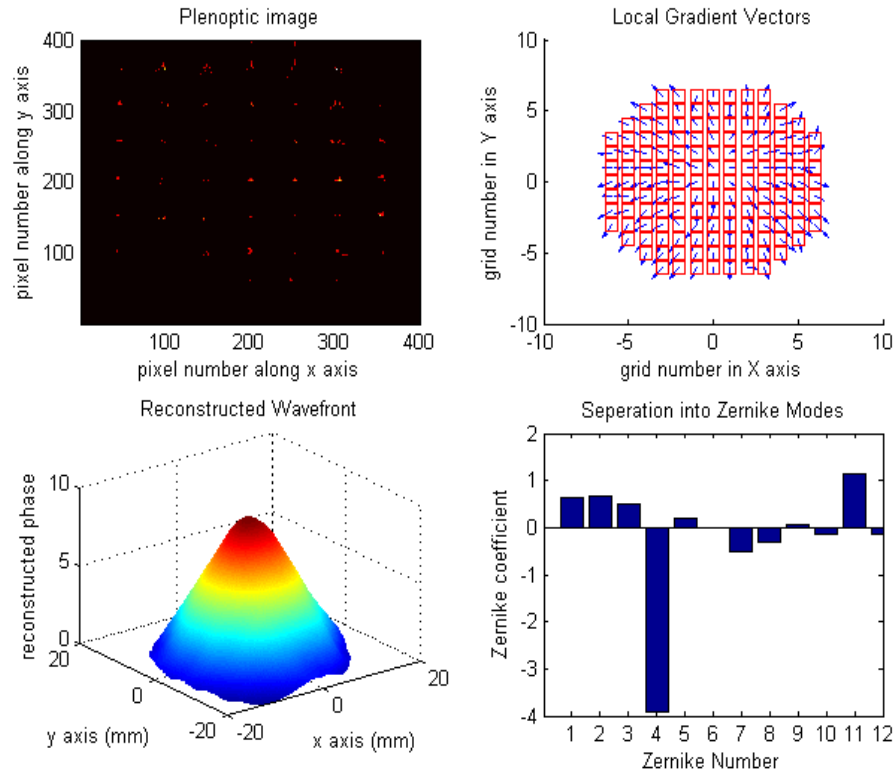 Plenoptic image
400
300
200
100
100 200 300 400
pixel number along y axis
pixel number along x axis
Local Gradient Vectors
10
5
0
-5
-10
-10 -5 0 5 10
grid number in Y axis
grid number in X axis
Reconstructed Wavefront
10
5
0
20
0
-20
-20
0
20
reconstructed phase
y axis (mm)
x axis (mm)
Seperation into Zernike Modes
2
1
0
-1
-2
-3
-4
1 2 3 4 5 6 7 8 9 10 11 12
Zernike coefficient
Zernike Number